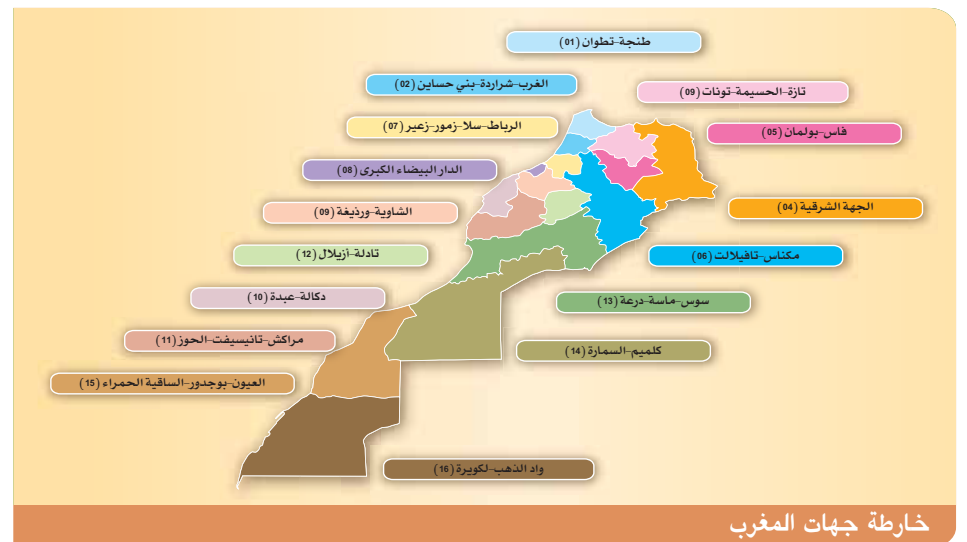 طنجة-تطوان (01)
الغرب-شراردة-بني حساين (02)
تازة-الحسيمة-تونات (09)
الرباط-سلا-زمور-زعير (07)
فاس-بولمان (05)
الدار البيضاء الكبرى (08)
الجهة الشرقية (04)
الشاوية-ورذيغة (09)
تادلة-ازيلال (12)
مكناس-تافيلالت (06)
دكالة-عبدة (10)
سوس-ماسة-درعة (13)
مراكش-تانيسيفت-الحوز (11)
كلميم-السمارة (14)
العيون-بوجدور-الساقية الحمراء (15)
واد الذهب-لكويرة (16)
خارطة جهات المغرب